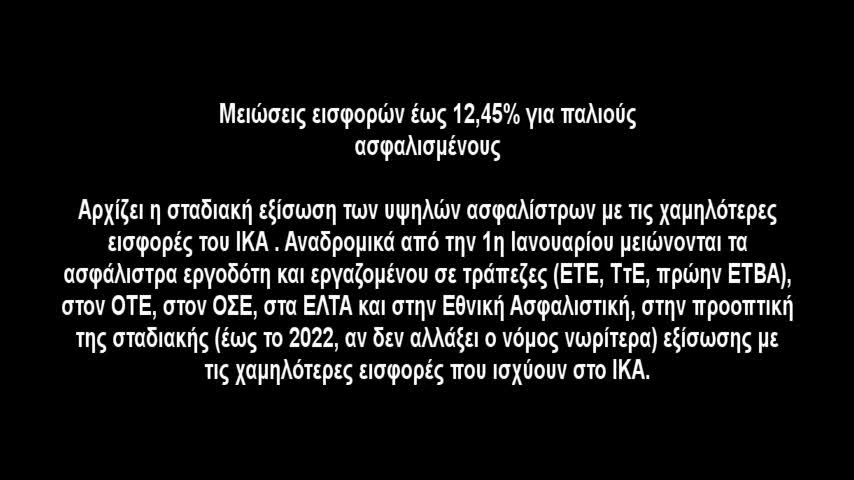 Μειώσεις εισφορών έως 12,45% για παλιούς
ασφαλισμένους
Αρχίζει η σταδιακή εξίσωση των υψηλών ασφαλίστρων με τις χαμηλότερες
εισφορές του ΙΚΑ . Αναδρομικά από την 1η Ιανουαρίου μειώνονται τα
ασφάλιστρα εργοδότη και εργαζομένου σε τράπεζες (ΕΤΕ, ΤτΕ, πρώην ΕΤΒΑ),
στον ΟΤΕ, στον ΟΣΕ, στα ΕΛΤΑ και στην Εθνική Ασφαλιστική, στην προοπτική
της σταδιακής (έως το 2022, αν δεν αλλάξει ο νόμος νωρίτερα) εξίσωσης με
τις χαμηλότερες εισφορές που ισχύουν στο ΙΚΑ.